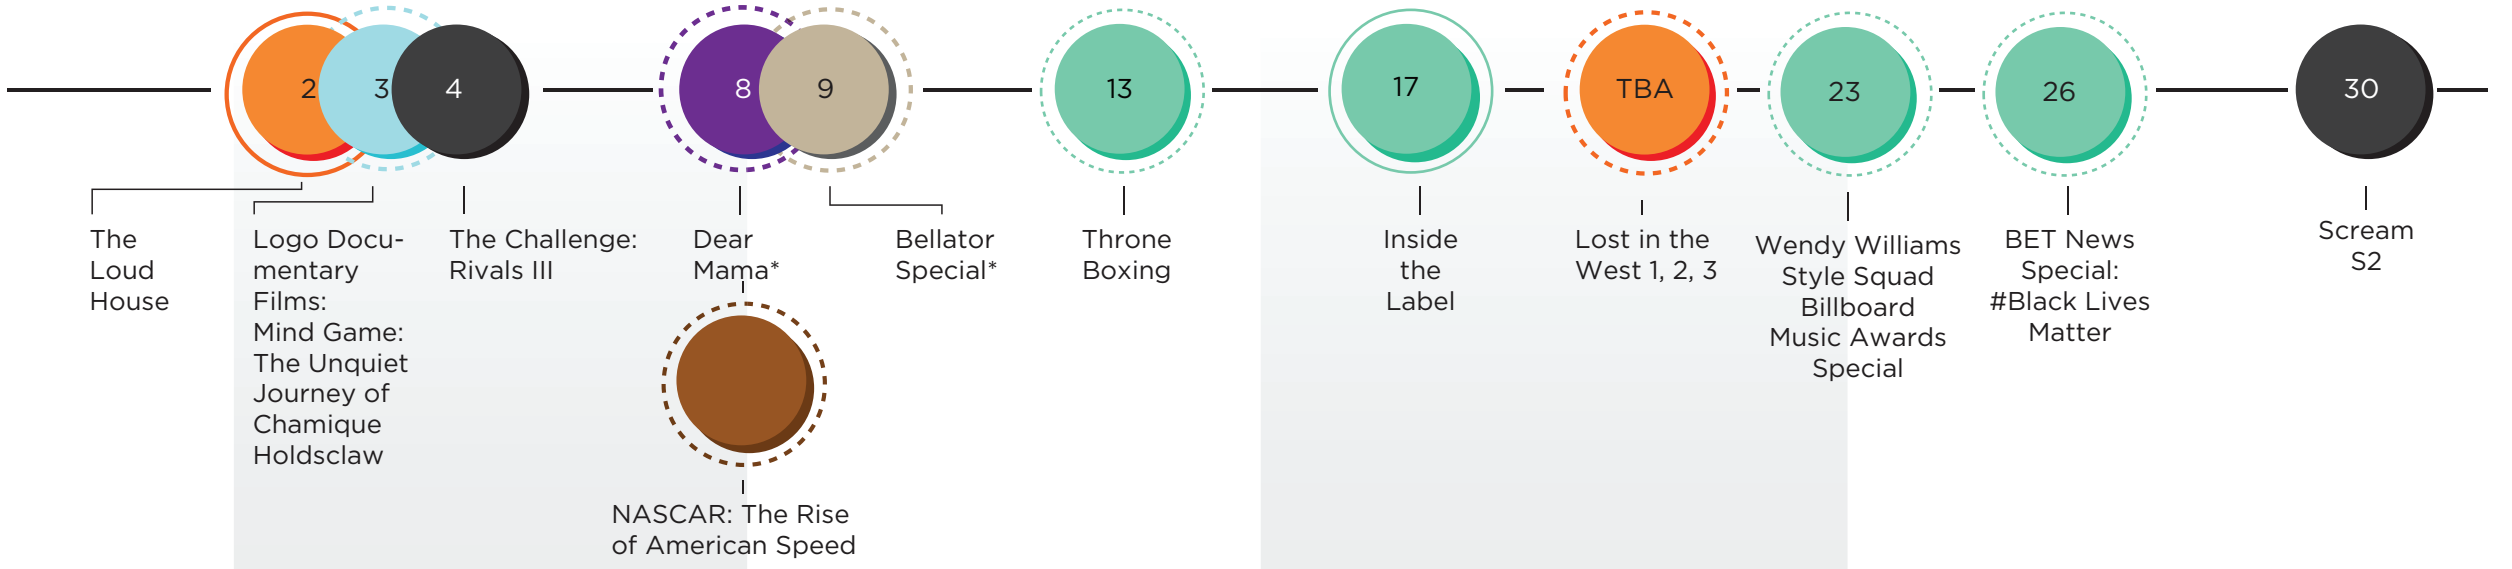 2
3
4
8
9
13
17
TBA
23
26
30
The
Loud
House
Logo Docu-
mentary
Films:
Mind Game:
The Unquiet
Journey of
Chamique
Holdsclaw
The Challenge:
Rivals III
Dear
Mama*
NASCAR: The Rise
of American Speed
Bellator
Special*
Throne
Boxing
Inside
the
Label
Lost in the
West 1, 2, 3
Wendy Williams
Style Squad
Billboard
Music Awards
Special
BET News
Special:
#Black Lives
Matter
Scream
S2